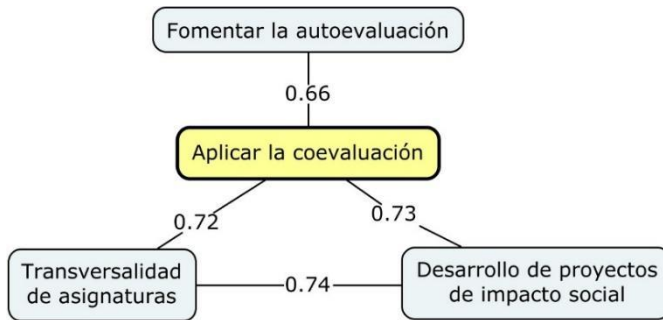 Fomentar la autoevaluación
0.66
Aplicar la coevaluación
0.72
0.73
Transversalidad
de asignaturas
0.74
Desarrollo de proyectos
de impacto social